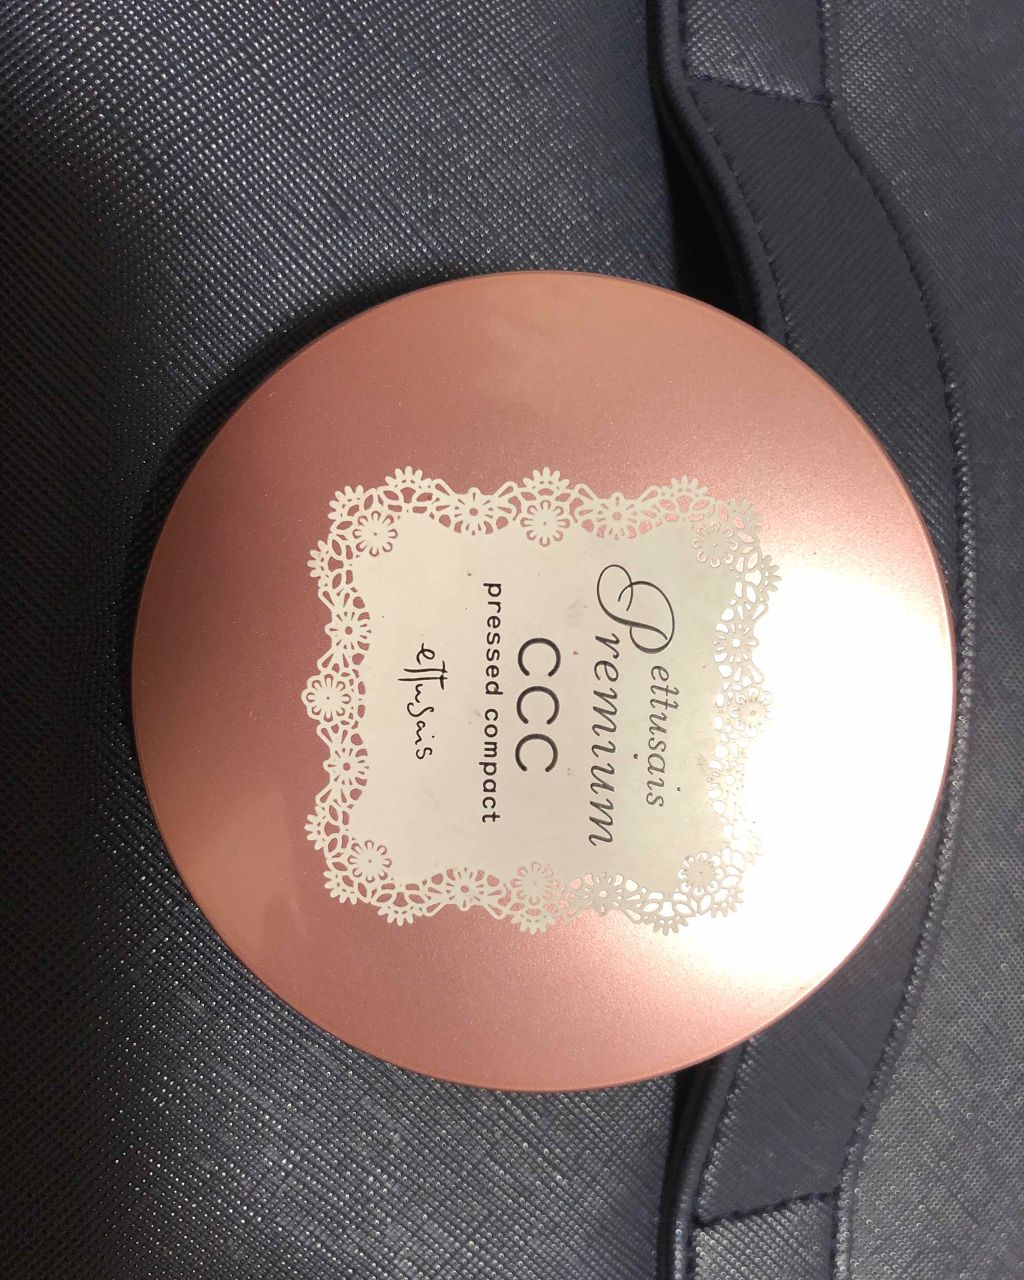 ettusais
Premium
CCC
pressed compact
ettusais